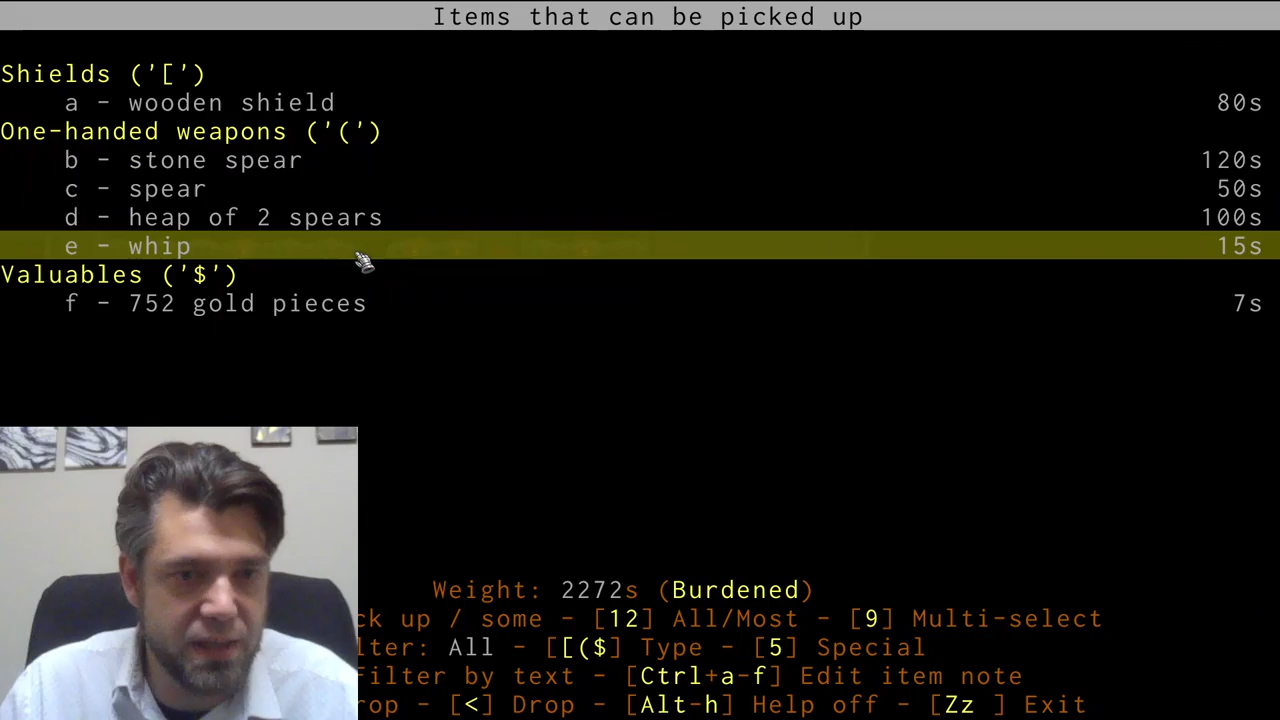 Items that can be picked up
Shields ('[')
a - wooden shield 80s
One-handed weapons ('(')
b - stone spear 120s
c - spear 50s
d - heap of 2 spears 100s
e - whip 15s
Valuables ('$')
f - 752 gold pieces 7s
Weight: 2272s (Burdened)
ck up / some - [12] All/Most - [9] Multi-select
lter: All - [[($] Type - [5] Special
Filter by text - [Ctrl+a-f] Edit item note
rop - [<] Drop - [Alt-h] Help off - [Zz ] Exit